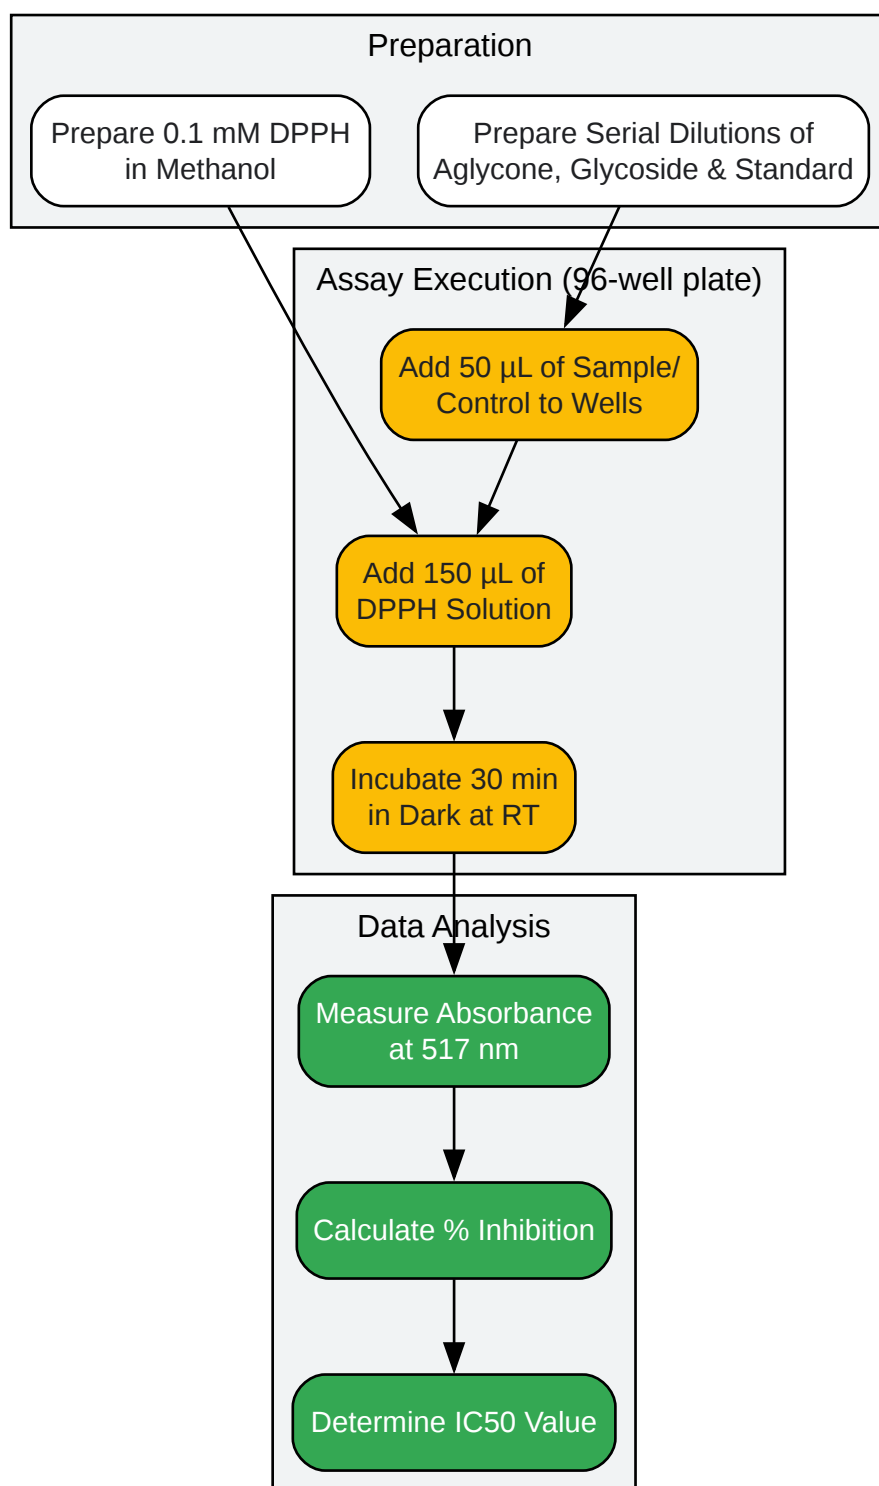 Preparation
Prepare 0.1 mM DPPH
in Methanol
Prepare Serial Dilutions of
Aglycone, Glycoside & Standard
Assay Execution (96-well plate)
Add 50 µL of Sample/
Control to Wells
Add 150 µL of
DPPH Solution
Incubate 30 min
in Dark at RT
Data Analysis
Measure Absorbance
at 517 nm
Calculate % Inhibition
Determine IC50 Value